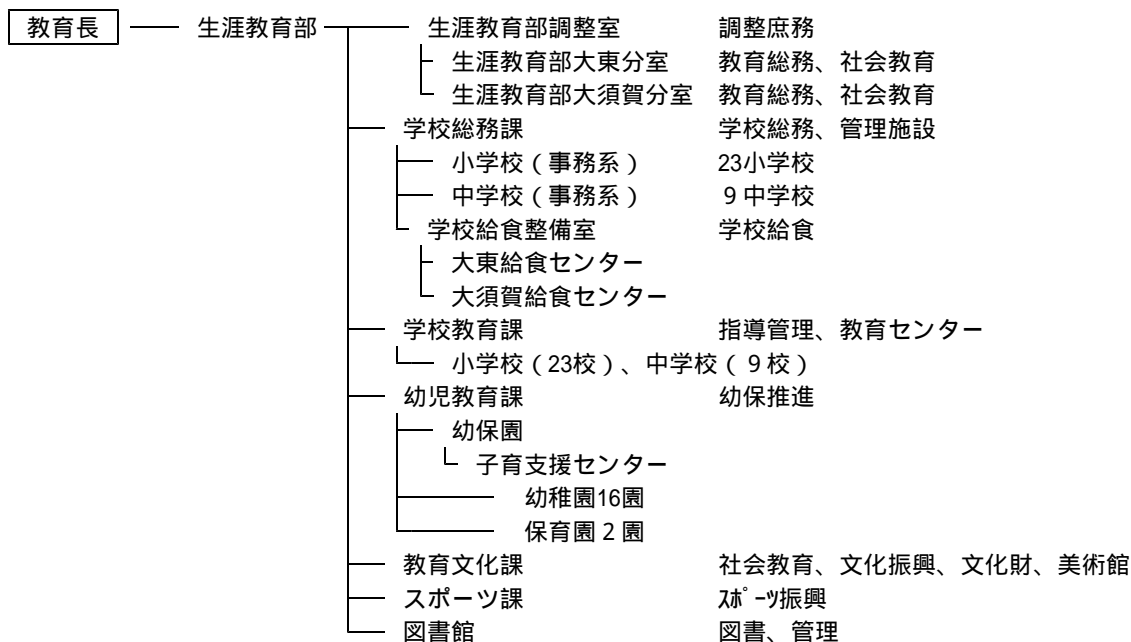 教育長 生涯教育部 生涯教育部調整室 調整庶務
生涯教育部大東分室 教育総務、社会教育
生涯教育部大須賀分室 教育総務、社会教育
学校総務課 学校総務、管理施設
小学校（事務系） 23小学校
中学校（事務系） 9中学校
学校給食整備室 学校給食
大東給食センター
大須賀給食センター
学校教育課 指導管理、教育センター
小学校（23校）、中学校（9校）
幼児教育課 幼保推進
幼保園
子育支援センター
幼稚園16園
保育園2園
教育文化課 社会教育、文化振興、文化財、美術館
スポーツ課 ｽﾎﾟｰﾂ振興
図書館 図書、管理